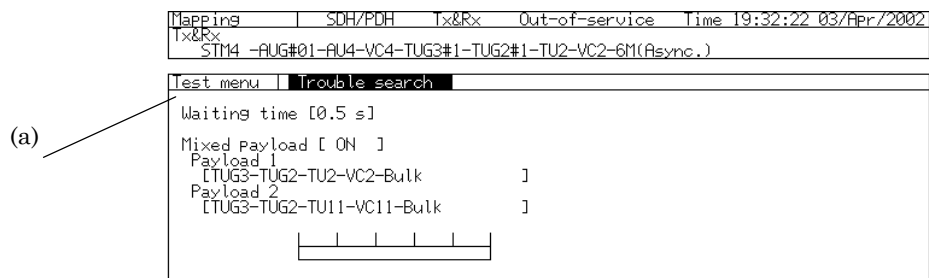 Mapping | SDH/PDH Tx&Rx Out-of-service Time 19:32:22 03/Apr/2002
Tx&Rx
STM4 -AUG#01-AU4-VC4-TUG3#1-TUG2#1-TU2-VC2-6M(Async.)
Test menu | Trouble search
Waiting time [0.5 s]
(a)
Mixed payload [ ON ]
Payload 1
[TUG3-TUG2-TU2-VC2-Bulk ]
Payload 2
[TUG3-TUG2-TU11-VC11-Bulk ]